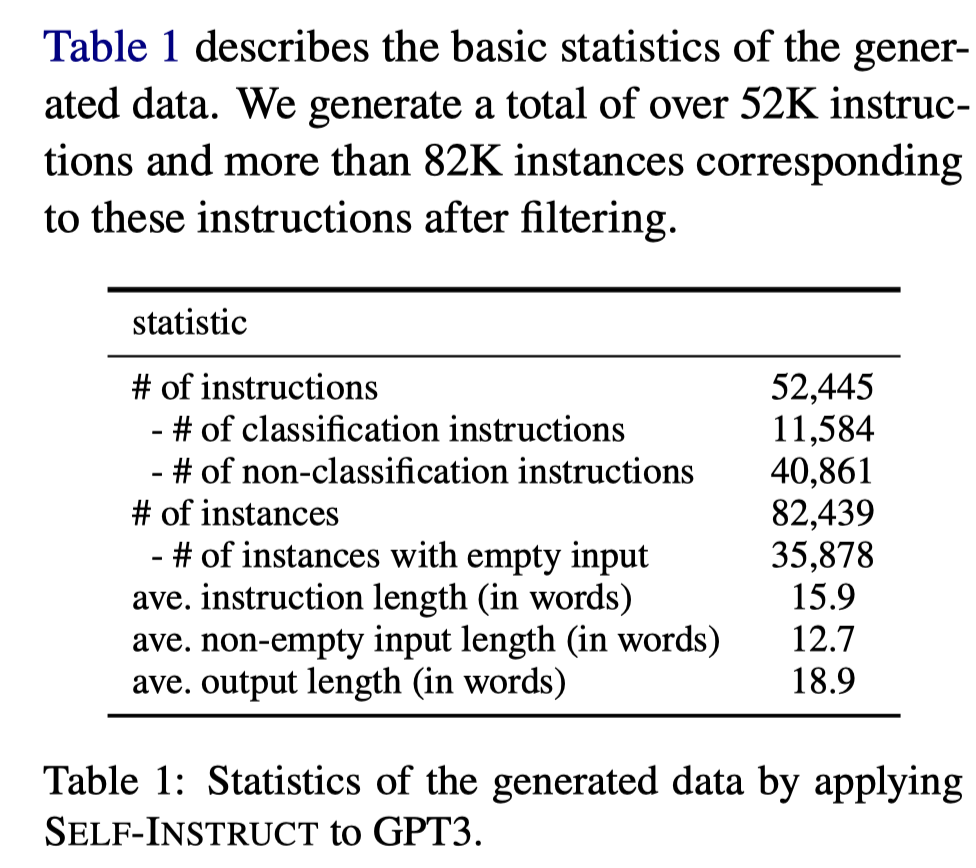 Table 1 describes the basic statistics of the gener-
ated data. We generate a total of over 52K instruc-
tions and more than 82K instances corresponding
to these instructions after filtering.
statistic
# of instructions 52,445
- # of classification instructions 11,584
- # of non-classification instructions 40,861
# of instances 82,439
- # of instances with empty input 35,878
ave. instruction length (in words) 15.9
ave. non-empty input length (in words) 12.7
ave. output length (in words) 18.9
Table 1: Statistics of the generated data by applying
SELF-INSTRUCT to GPT3.